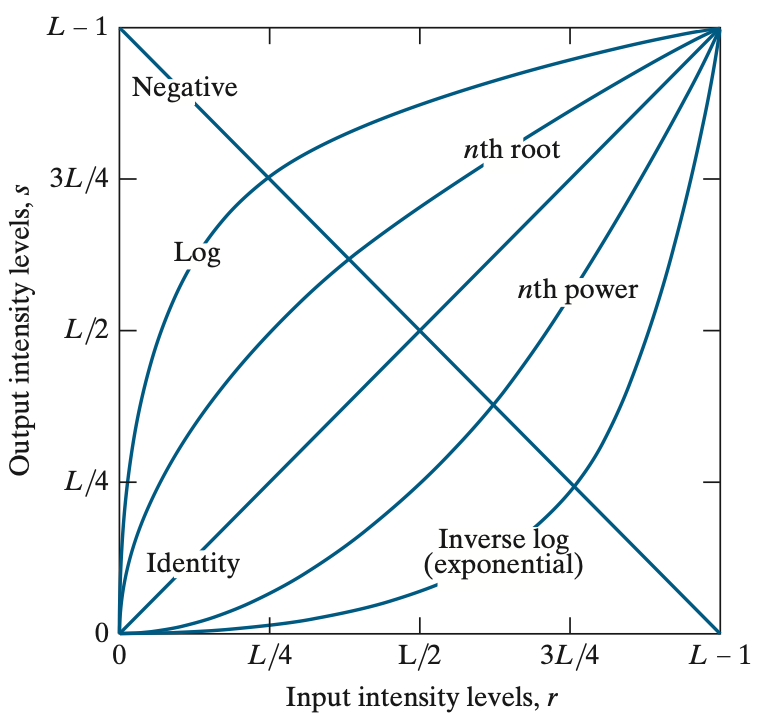 L – 1
Negative
nth root
3L/4
Log
nth power
L/2
Output intensity levels, s
L/4
Inverse log
(exponential)
Identity
0
0
L/4
L/2
3L/4
L – 1
Input intensity levels, r